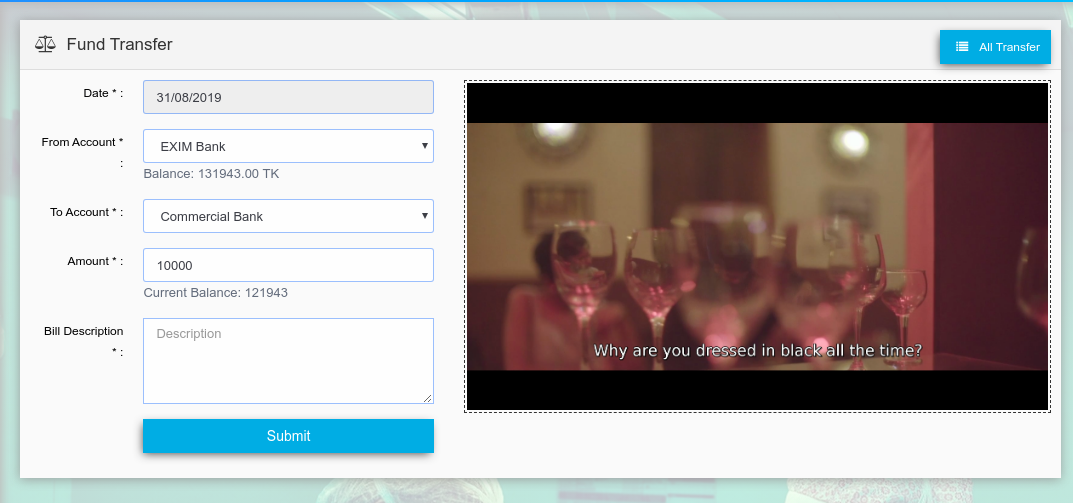 Fund Transfer
All Transfer
Date * :
31/08/2019
From Account *
:
EXIM Bank
Balance: 131943.00 TK
To Account * :
Commercial Bank
Amount * :
10000
Current Balance: 121943
Bill Description
* :
Description
Submit
Why are you dressed in black all the time?